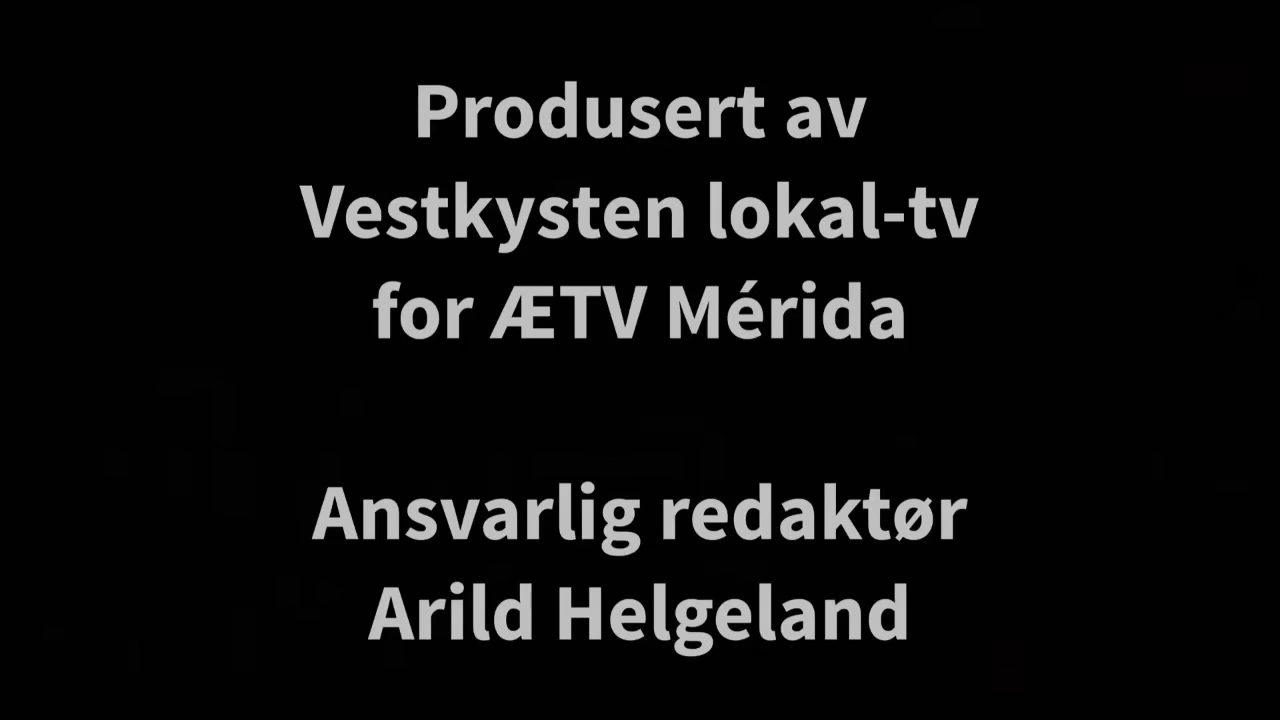 Produsert av
Vestkysten lokal-tv
for ÆTV Mérida
Ansvarlig redaktør
Arild Helgeland